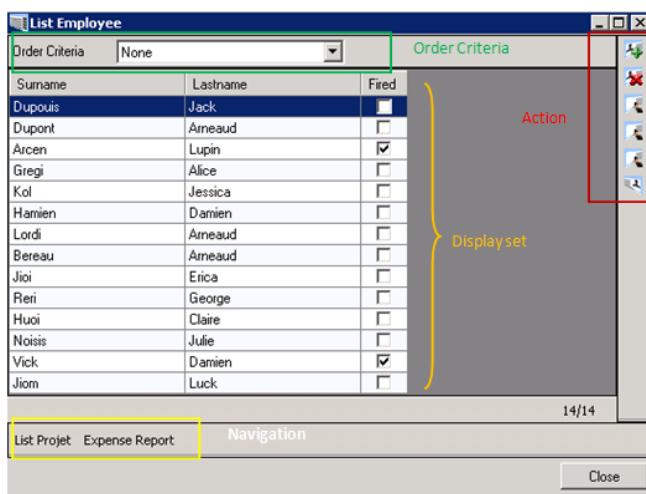 List Employee
Order Criteria None Order Criteria
Surname Lastname Fired
Dupouis Jack
Dupont Arneaud
Arcen Lupin
Gregi Alice
Kol Jessica
Hamien Damien
Lordi Arneaud
Bereau Arneaud
Jioi Erica
Reri George
Huoi Claire
Noisis Julie
Vick Damien
Jiom Luck
Action
Display set
14/14
List Projet Expense Report Navigation
Close